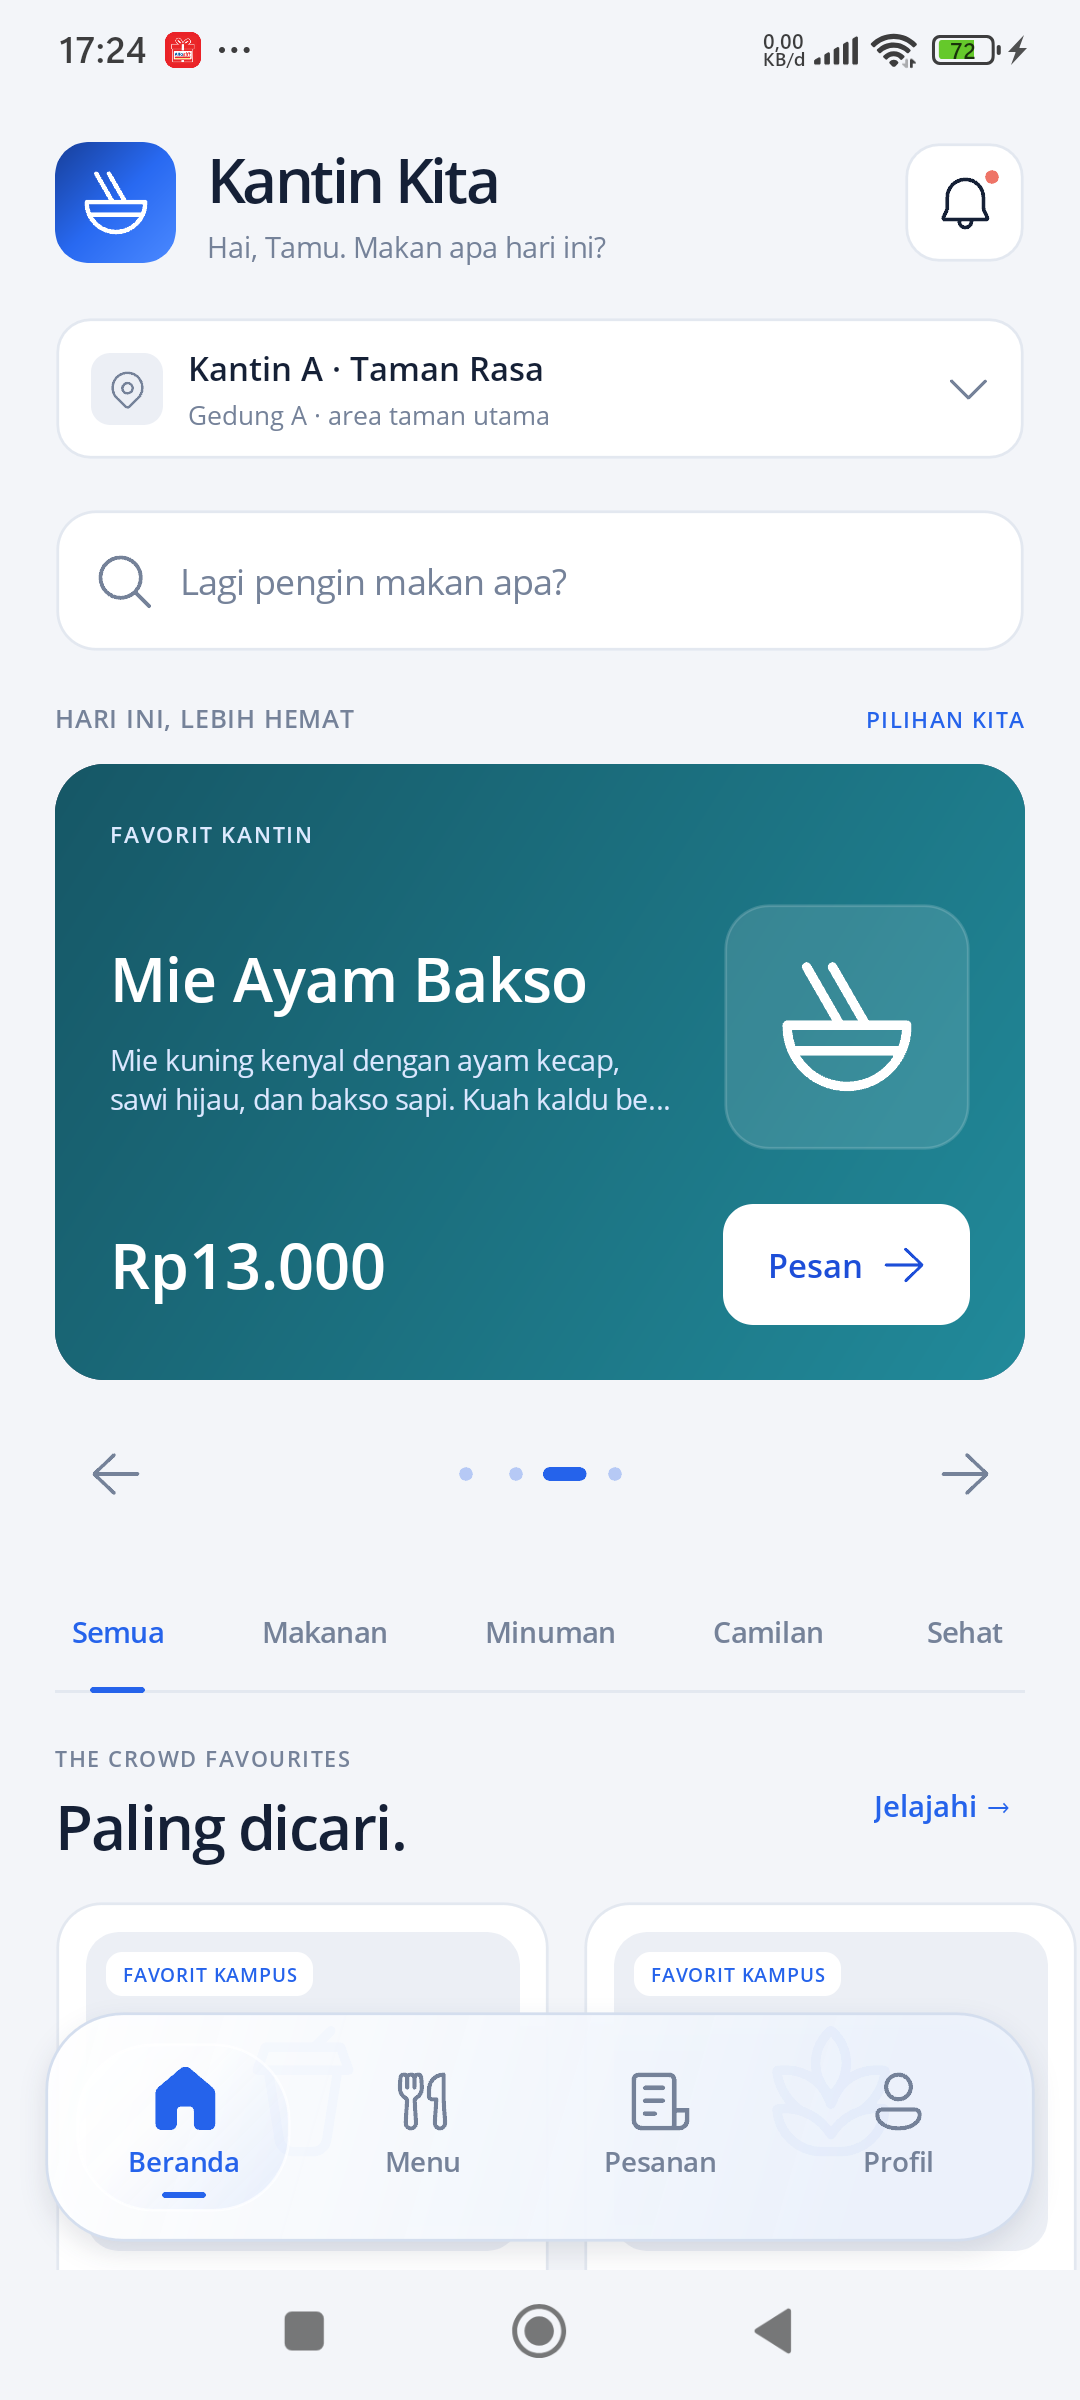 17:24
0,00
KB/d
72
Kantin Kita
Hai, Tamu. Makan apa hari ini?
Kantin A · Taman Rasa
Gedung A · area taman utama
Lagi pengin makan apa?
HARI INI, LEBIH HEMAT
PILIHAN KITA
FAVORIT KANTIN
Mie Ayam Bakso
Mie kuning kenyal dengan ayam kecap,
sawi hijau, dan bakso sapi. Kuah kaldu be...
Rp13.000
Pesan
Semua Makanan Minuman Camilan Sehat
THE CROWD FAVOURITES
Paling dicari.
Jelajahi →
FAVORIT KAMPUS FAVORIT KAMPUS
Beranda Menu Pesanan Profil